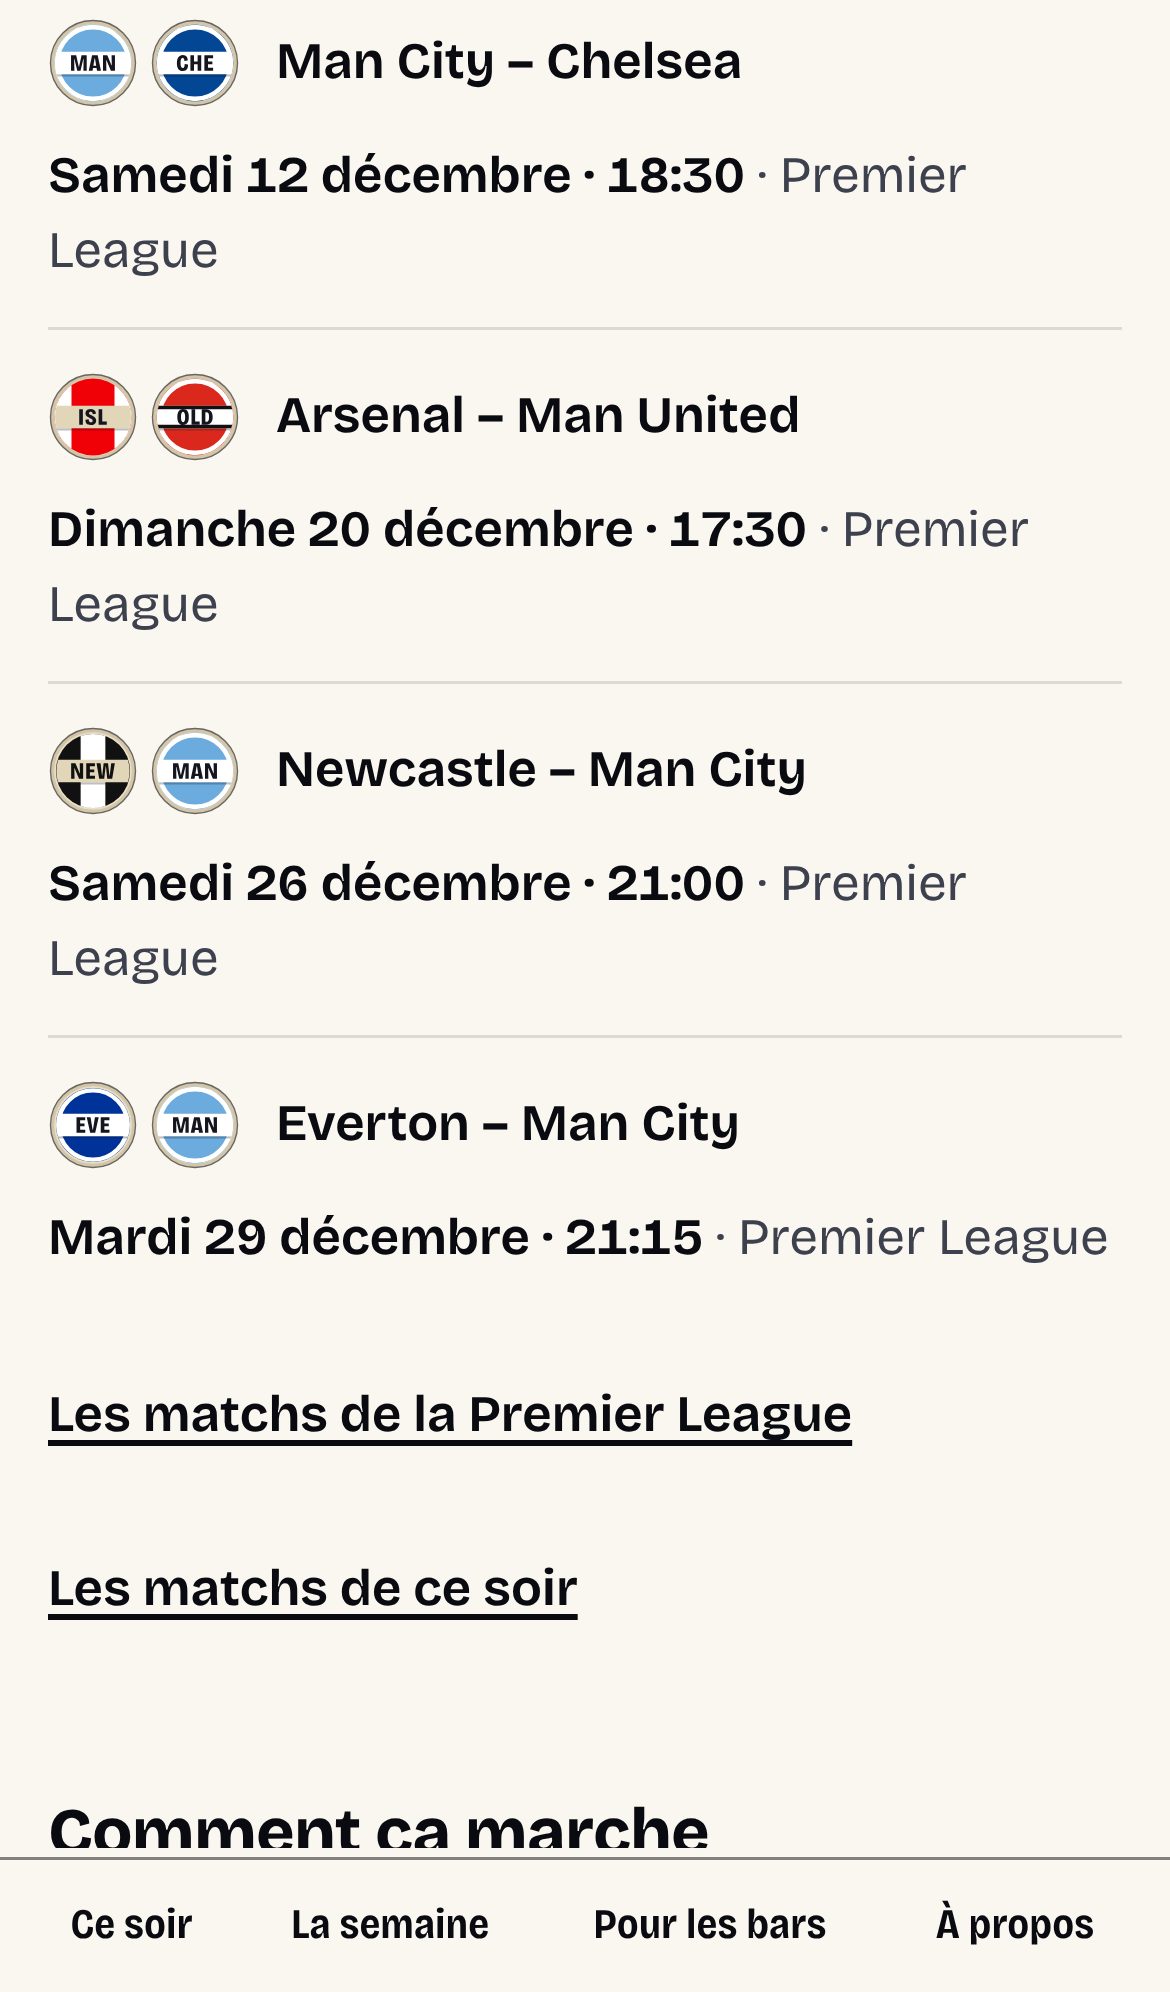 MAN CHE Man City – Chelsea
Samedi 12 décembre · 18:30 · Premier
League
ISL OLD Arsenal – Man United
Dimanche 20 décembre · 17:30 · Premier
League
NEW MAN Newcastle – Man City
Samedi 26 décembre · 21:00 · Premier
League
EVE MAN Everton – Man City
Mardi 29 décembre · 21:15 · Premier League
Les matchs de la Premier League
Les matchs de ce soir
Comment ça marche
Ce soir La semaine Pour les bars À propos